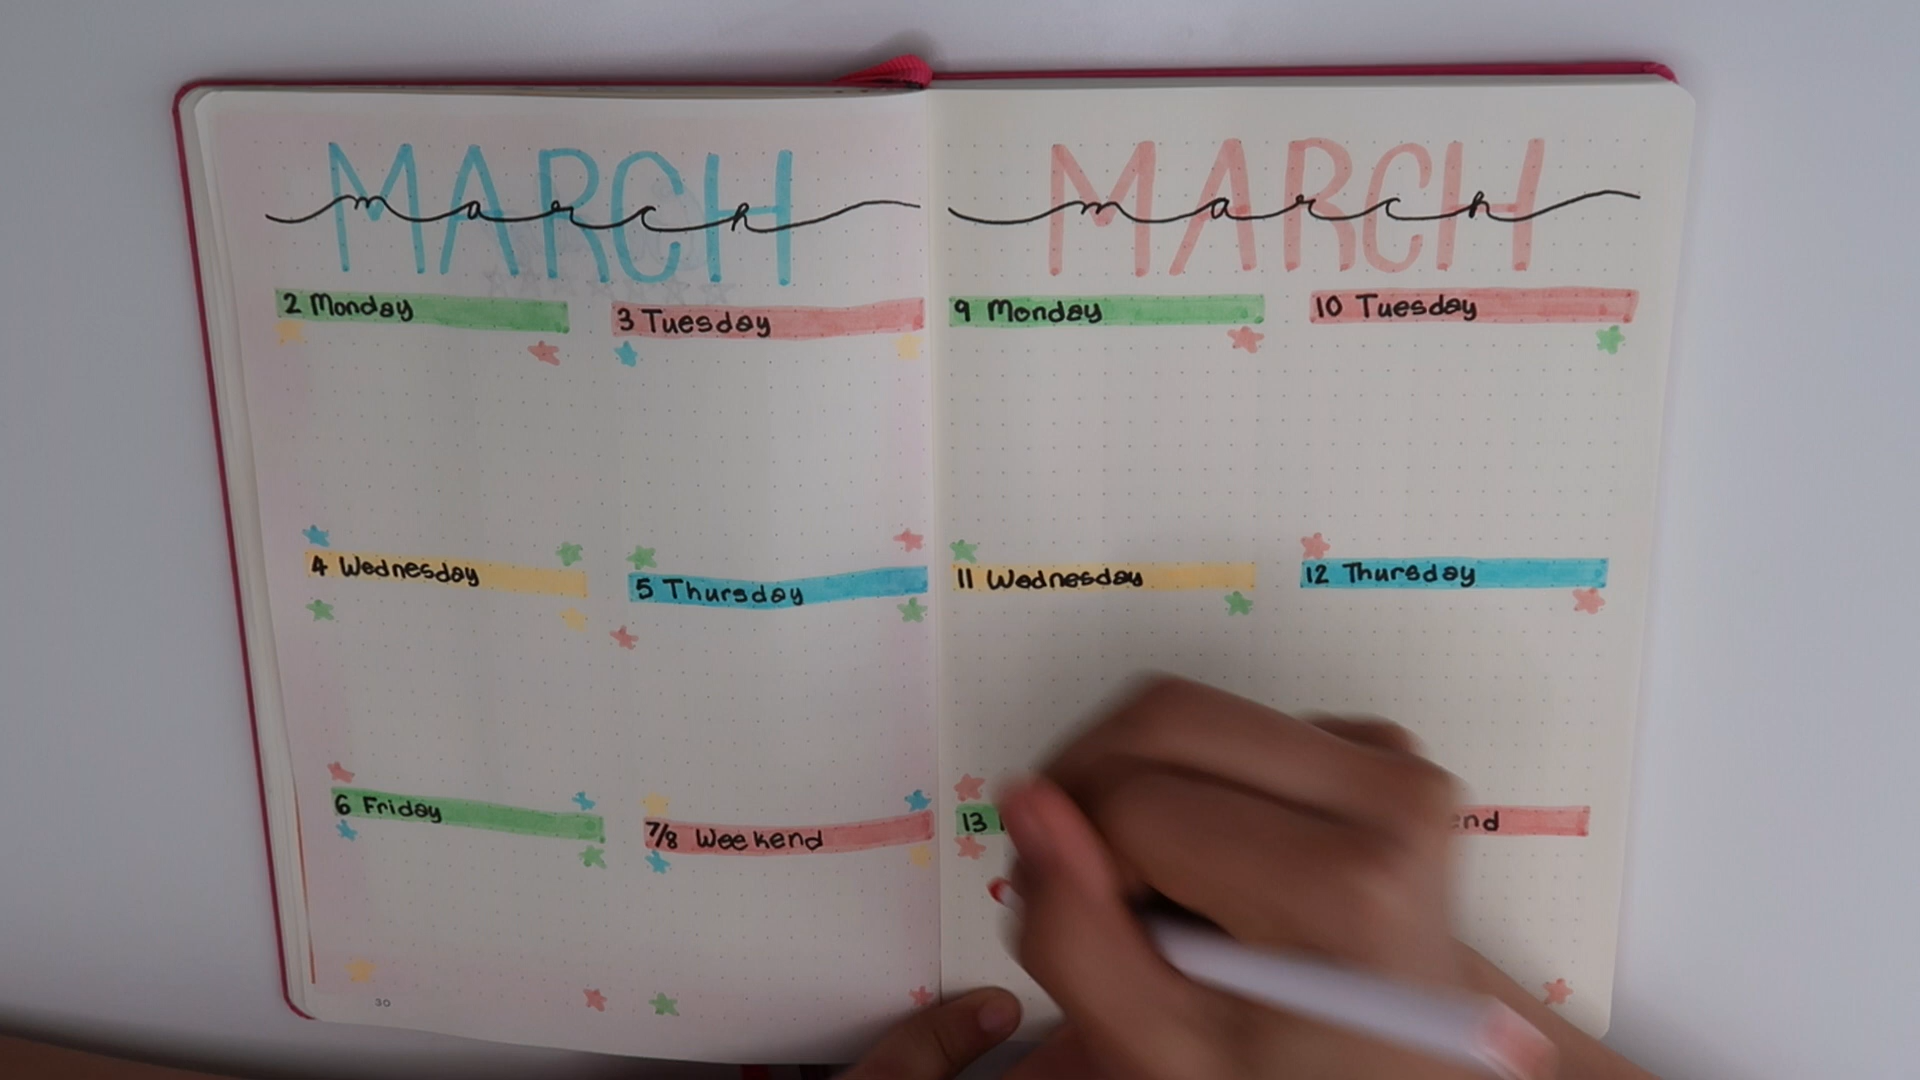 MARCH
march
2 Monday
3 Tuesday
4 Wednesday
5 Thursday
6 Friday
7/8 Weekend
30
MARCH
march
9 Monday
10 Tuesday
11 Wednesday
12 Thursday
13
end